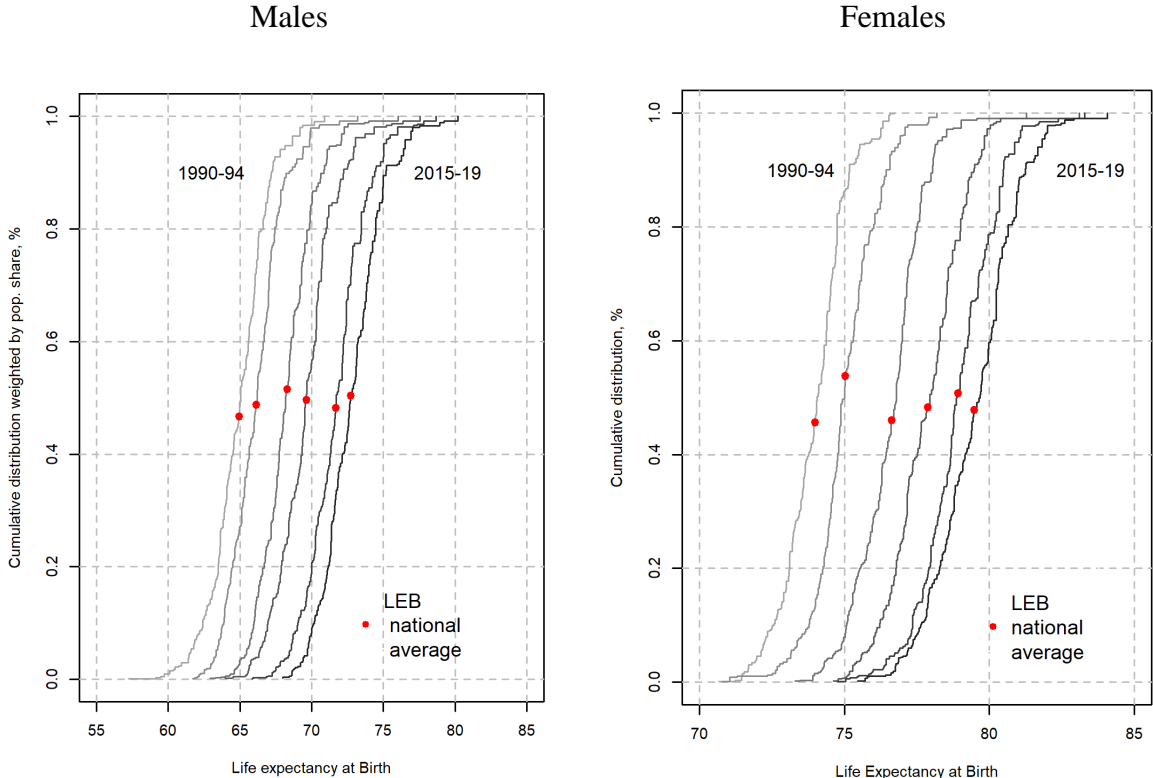 Males
Females
Cumulative distribution weighted by pop. share, %
1.0
0.8
0.6
0.4
0.2
0.0
1990-94
2015-19
LEB
national
average
55
60
65
70
75
80
85
Life expectancy at Birth
Cumulative distribution, %
1.0
0.8
0.6
0.4
0.2
0.0
1990-94
2015-19
LEB
national
average
70
75
80
85
Life Expectancy at Birth